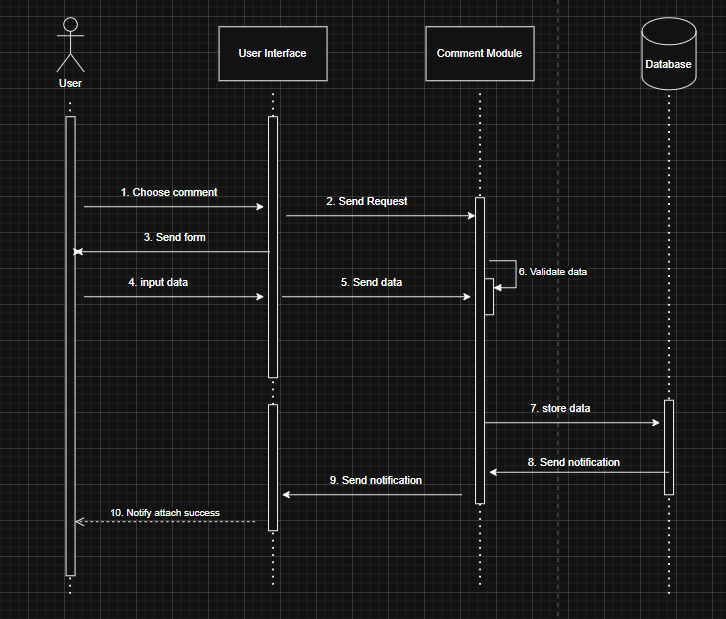 User
User Interface
Comment Module
Database
1. Choose comment
2. Send Request
3. Send form
4. input data
5. Send data
6. Validate data
7. store data
8. Send notification
9. Send notification
10. Notify attach success